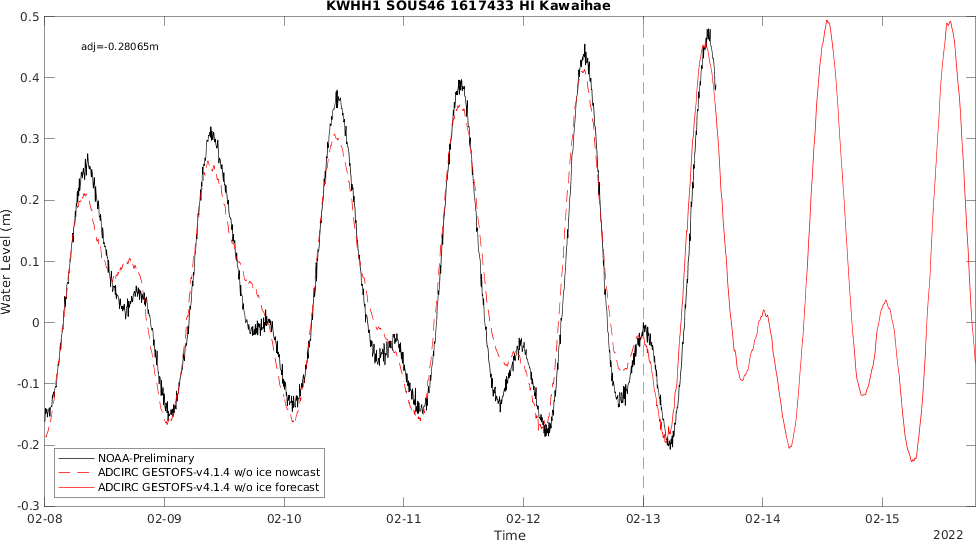 KWHH1 SOUS46 1617433 HI Kawaihae
adj=-0.28065m
0.5
0.4
0.3
0.2
0.1
0
-0.1
-0.2
-0.3
Water Level (m)
NOAA-Preliminary
ADCIRC GESTOFS-v4.1.4 w/o ice nowcast
ADCIRC GESTOFS-v4.1.4 w/o ice forecast
02-08 02-09 02-10 02-11 02-12 02-13 02-14 02-15
Time
2022